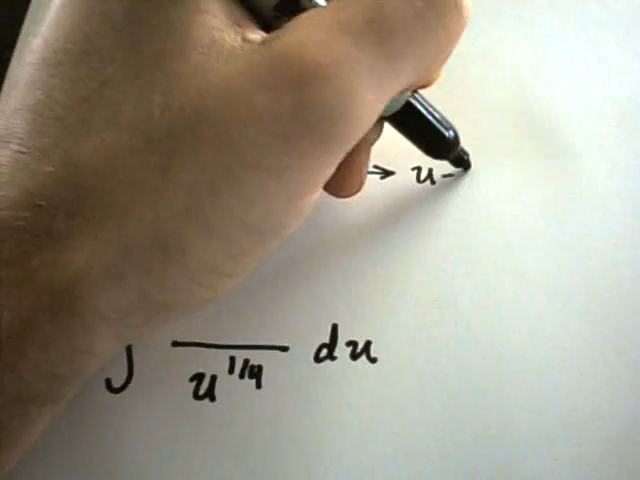 → u -
∫ —— / u^{1/4} du